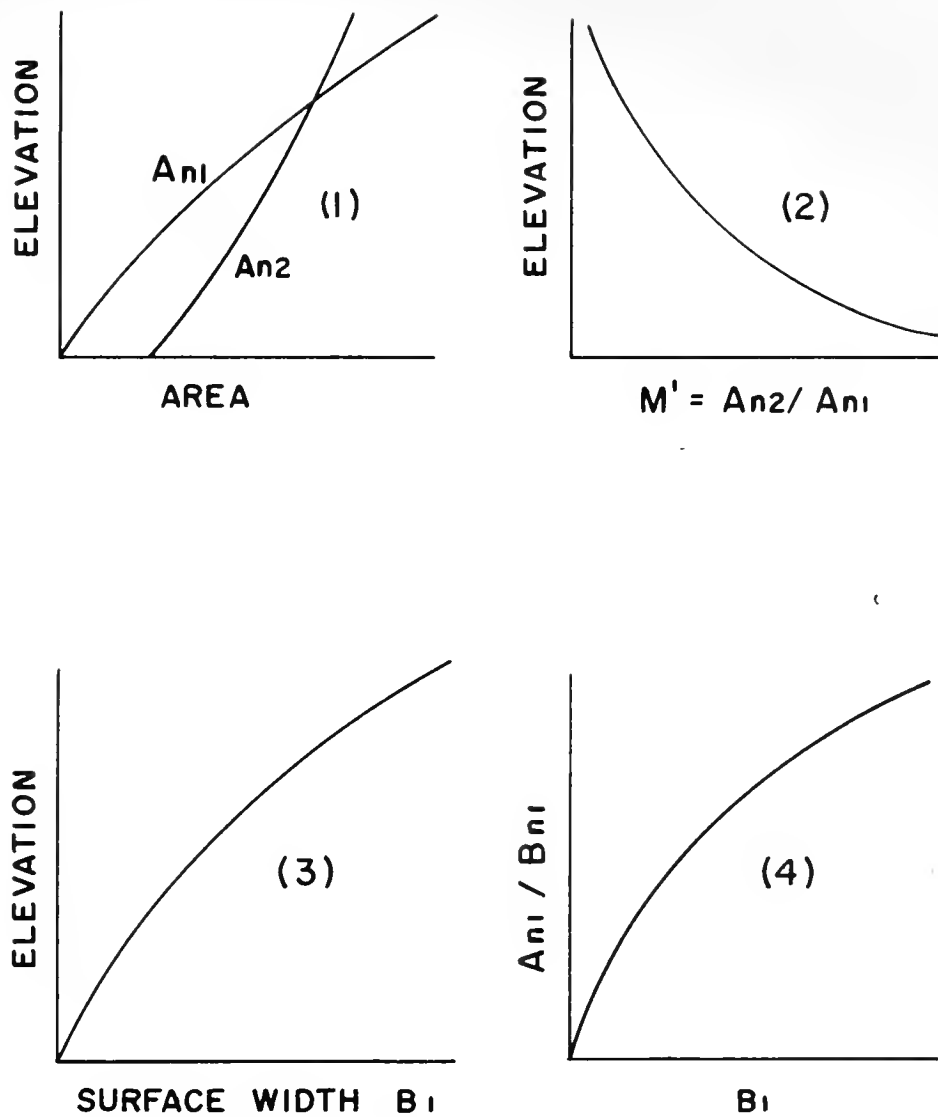 ELEVATION
An1
An2
(1)
AREA
ELEVATION
(2)
M' = An2/ An1
ELEVATION
(3)
SURFACE WIDTH B1
An1 / Bn1
(4)
B1